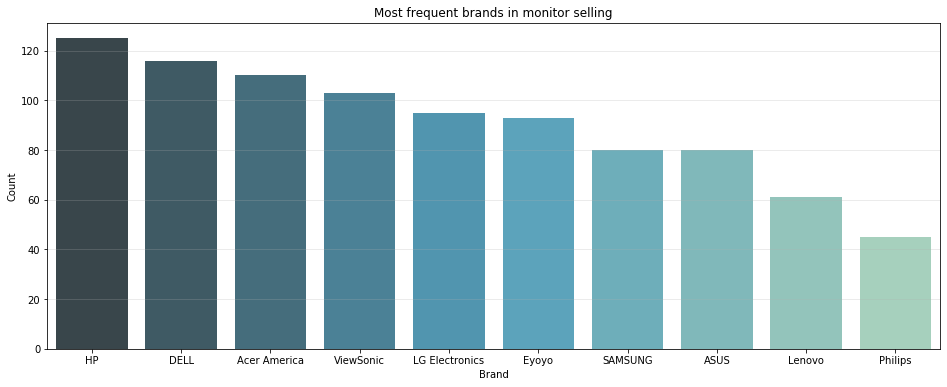 Most frequent brands in monitor selling
Count
120
100
80
60
40
20
0
HP DELL Acer America ViewSonic LG Electronics Eyoyo SAMSUNG ASUS Lenovo Philips
Brand